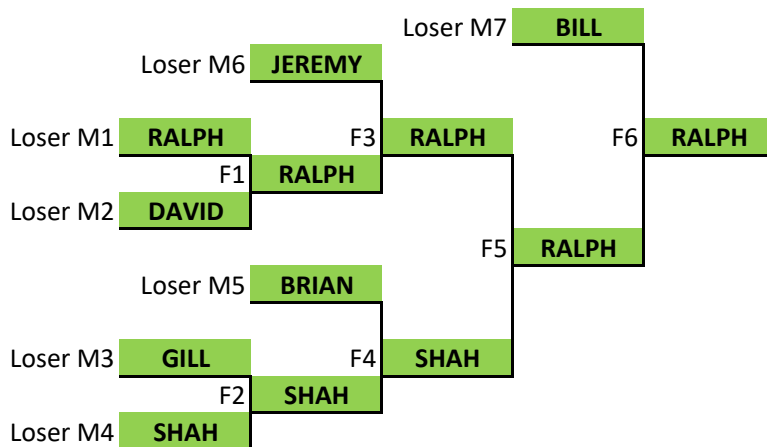 Loser M7 BILL
Loser M6 JEREMY
Loser M1 RALPH F3 RALPH F6 RALPH
F1 RALPH
Loser M2 DAVID
F5 RALPH
Loser M5 BRIAN
Loser M3 GILL F4 SHAH
F2 SHAH
Loser M4 SHAH